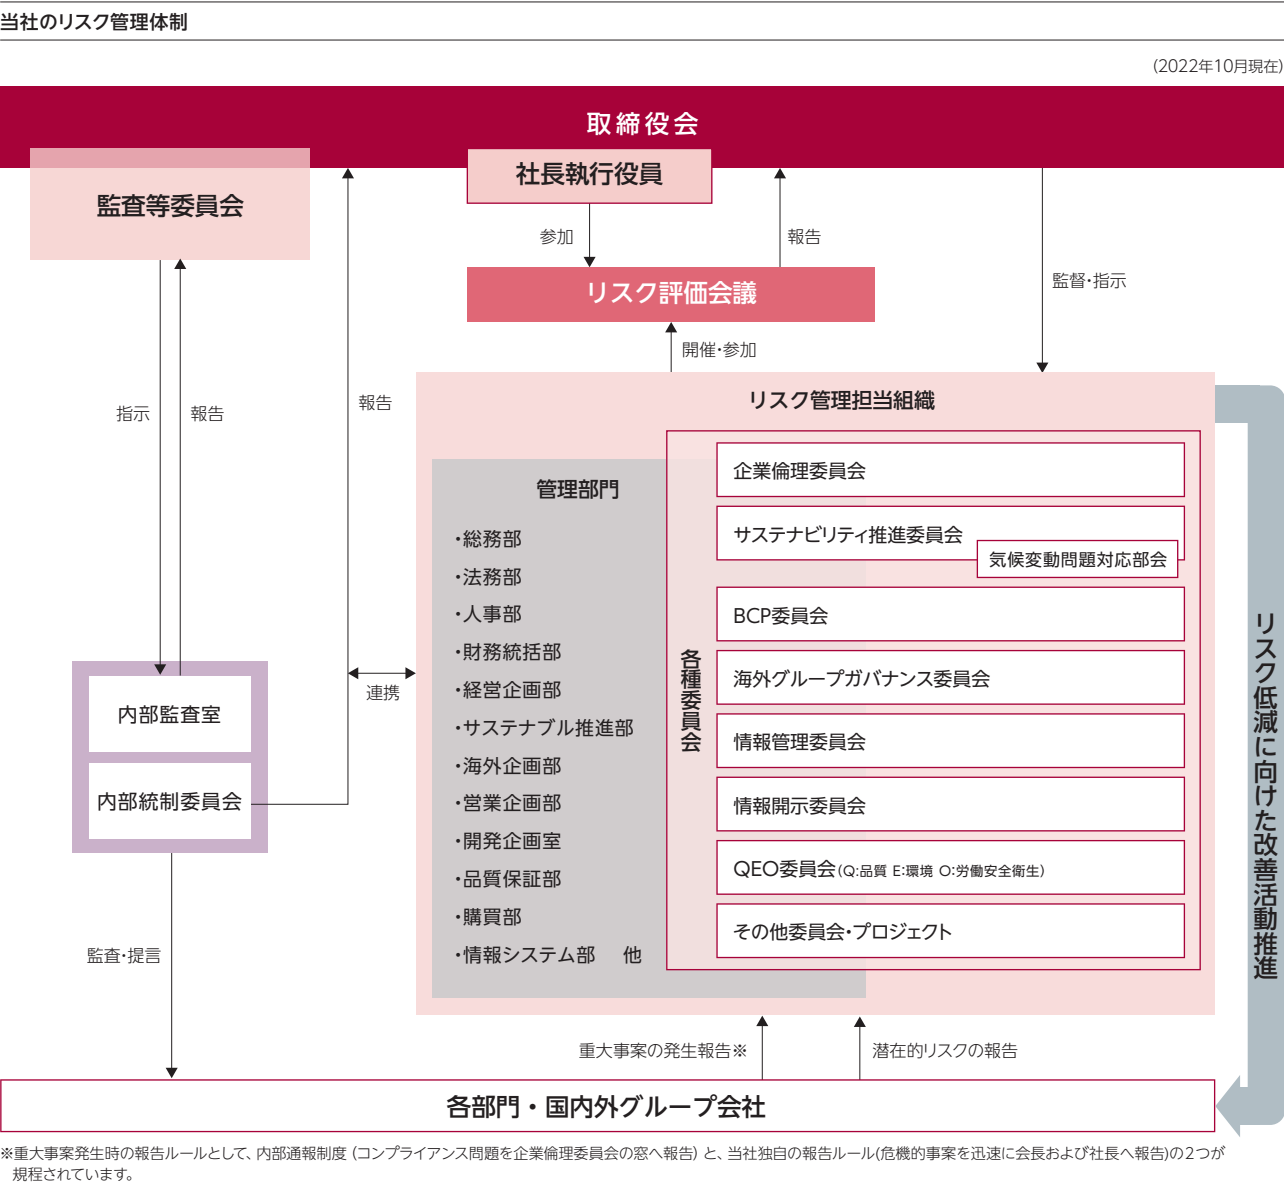 当社のリスク管理体制
(2022年10月現在)
取締役会
監査等委員会
社長執行役員
参加
報告
リスク評価会議
監督・指示
開催・参加
指示
報告
報告
リスク管理担当組織
管理部門
・総務部
・法務部
・人事部
・財務統括部
・経営企画部
・サステナブル推進部
・海外企画部
・営業企画部
・開発企画室
・品質保証部
・購買部
・情報システム部 他
各種委員会
企業倫理委員会
サステナビリティ推進委員会
気候変動問題対応部会
BCP委員会
海外グループガバナンス委員会
情報管理委員会
情報開示委員会
QEO委員会(Q:品質 E:環境 O:労働安全衛生)
その他委員会・プロジェクト
連携
内部監査室
内部統制委員会
リスク低減に向けた改善活動推進
監査・提言
重大事案の発生報告※
潜在的リスクの報告
各部門・国内外グループ会社
※重大事案発生時の報告ルールとして、内部通報制度(コンプライアンス問題を企業倫理委員会の窓へ報告)と、当社独自の報告ルール(危機的事案を迅速に会長および社長へ報告)の2つが
規程されています。